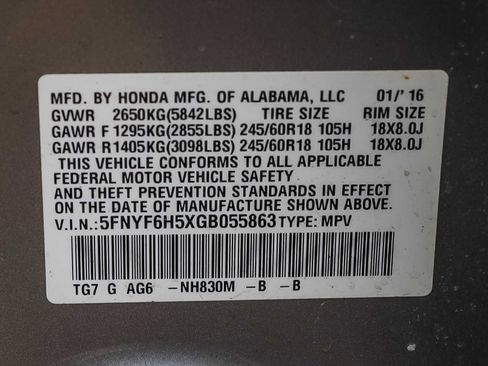 MFD. BY HONDA MFG. OF ALABAMA, LLC 01/'16
GVWR 2650KG(5842LBS) TIRE SIZE RIM SIZE
GAWR F 1295KG(2855LBS) 245/60R18 105H 18X8.0J
GAWR R 1405KG(3098LBS) 245/60R18 105H 18X8.0J
THIS VEHICLE CONFORMS TO ALL APPLICABLE
FEDERAL MOTOR VEHICLE SAFETY
AND THEFT PREVENTION STANDARDS IN EFFECT
ON THE DATE OF MANUFACTURE SHOWN ABOVE.
V.I.N.: 5FNYF6H5XGB055863 TYPE: MPV
TG7 G AG6 -NH830M -B -B